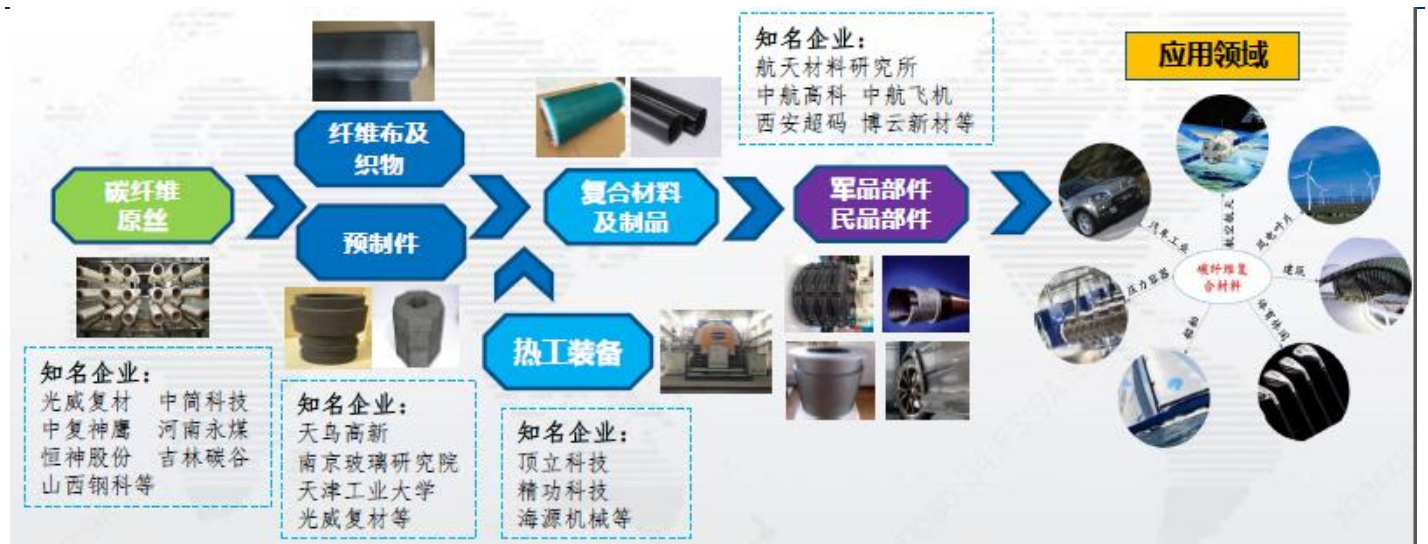 碳纤维
原丝
知名企业：
光威复材 中简科技
中复神鹰 河南永煤
恒神股份 吉林碳谷
山西钢科等
纤维布及
织物
预制件
知名企业：
天鸟高新
南京玻璃研究院
天津工业大学
光威复材等
复合材料
及制品
热工装备
知名企业：
顶立科技
精功科技
海源机械等
知名企业：
航天材料研究所
中航高科 中航飞机
西安超码 博云新材等
军品部件
民品部件
应用领域
航空航天
风电叶片
建筑
体育休闲
船舶
压力容器
汽车工业
碳纤维复
合材料